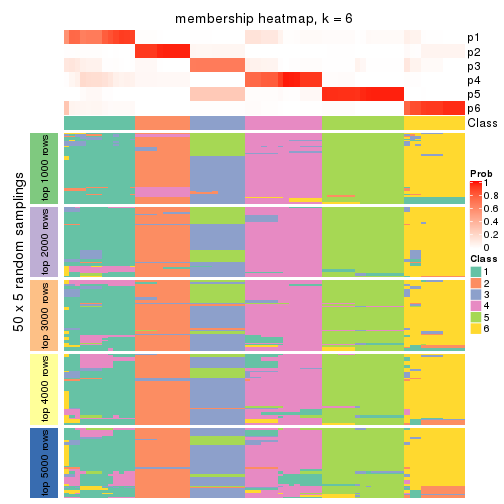 membership heatmap, k = 6
p1
p2
p3
p4
p5
p6
Class
50 x 5 random samplings
top 1000 rows
top 2000 rows
top 3000 rows
top 4000 rows
top 5000 rows
Prob
1
0.8
0.6
0.4
0.2
0
Class
1
2
3
4
5
6